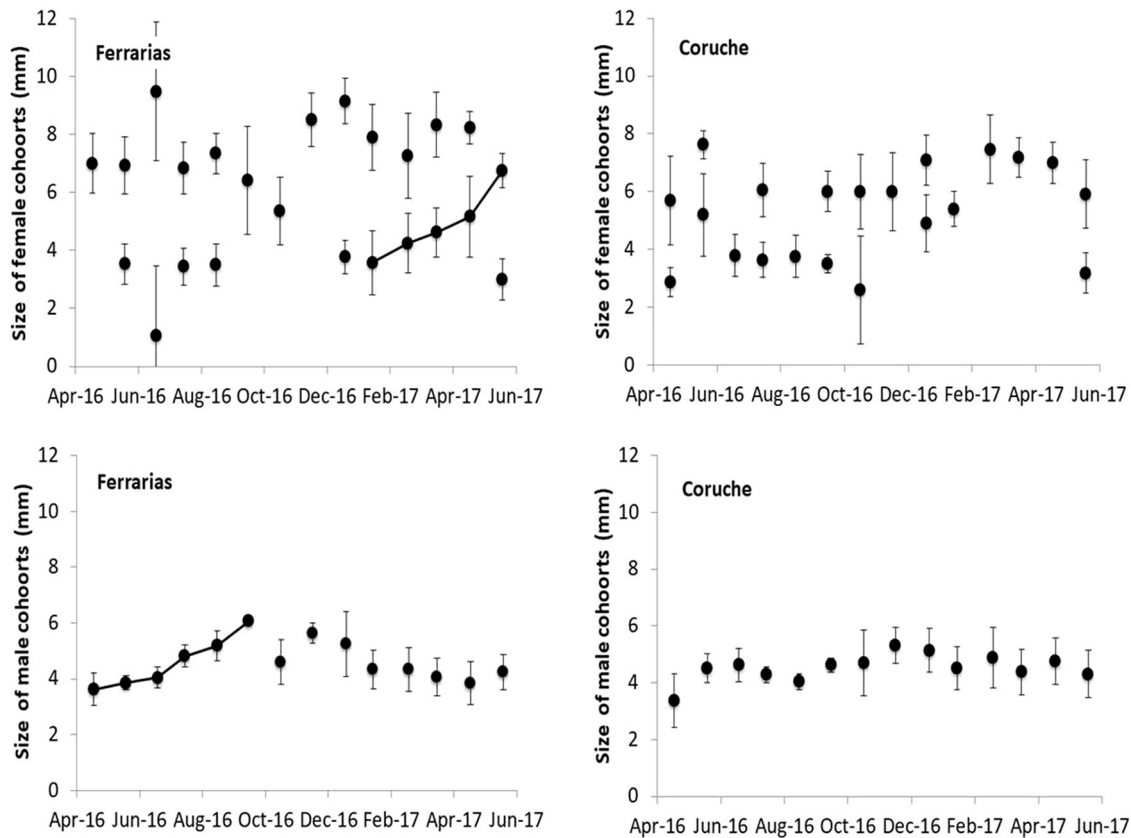 Size of female cohoorts (mm)
12
10
8
6
4
2
0
Ferrarias
Apr-16 Jun-16 Aug-16 Oct-16 Dec-16 Feb-17 Apr-17 Jun-17
Size of female cohoorts (mm)
12
10
8
6
4
2
0
Coruche
Apr-16 Jun-16 Aug-16 Oct-16 Dec-16 Feb-17 Apr-17 Jun-17
Size of male cohoorts (mm)
12
10
8
6
4
2
0
Ferrarias
Apr-16 Jun-16 Aug-16 Oct-16 Dec-16 Feb-17 Apr-17 Jun-17
Size of male cohoorts (mm)
12
10
8
6
4
2
0
Coruche
Apr-16 Jun-16 Aug-16 Oct-16 Dec-16 Feb-17 Apr-17 Jun-17